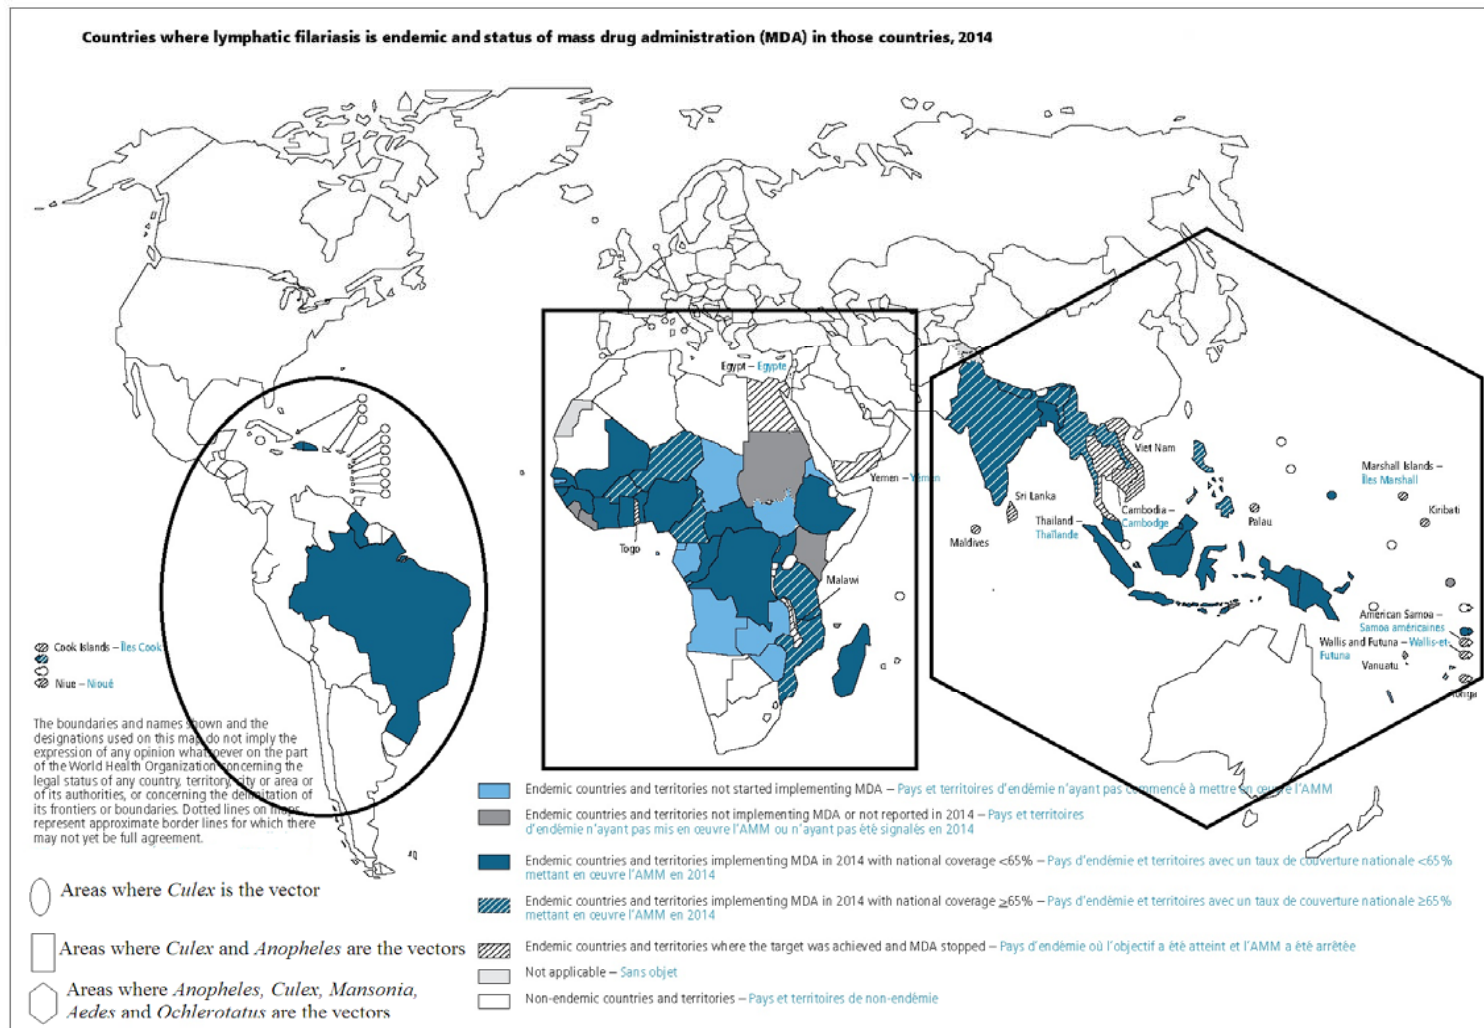 Countries where lymphatic filariasis is endemic and status of mass drug administration (MDA) in those countries, 2014
Egypt – Egypte
Yemen – Yémen
Togo
Malawi
Viet Nam
Sri Lanka
Maldives
Thailand –
Thaïlande
Cambodia –
Cambodge
Palau
Marshall Islands –
Îles Marshall
Kiribati
American Samoa –
Samoa américaines
Wallis and Futuna – Wallis-et-
Futuna
Vanuatu
Tonga
Cook Islands – Îles Cook
Niue – Nioué
The boundaries and names shown and the
designations used on this map do not imply the
expression of any opinion whatsoever on the part
of the World Health Organization concerning the
legal status of any country, territory, city or area or
of its authorities, or concerning the delimitation of
its frontiers or boundaries. Dotted lines on maps
represent approximate border lines for which there
may not yet be full agreement.
Areas where Culex is the vector
Areas where Culex and Anopheles are the vectors
Areas where Anopheles, Culex, Mansonia,
Aedes and Ochlerotatus are the vectors
Endemic countries and territories not started implementing MDA – Pays et territoires d'endémie n'ayant pas commencé à mettre en œuvre l'AMM
Endemic countries and territories not implementing MDA or not reported in 2014 – Pays et territoires
d'endémie n'ayant pas mis en œuvre l'AMM ou n'ayant pas été signalés en 2014
Endemic countries and territories implementing MDA in 2014 with national coverage <65% – Pays d'endémie et territoires avec un taux de couverture nationale <65%
mettant en œuvre l'AMM en 2014
Endemic countries and territories implementing MDA in 2014 with national coverage ≥65% – Pays d'endémie et territoires avec un taux de couverture nationale ≥65%
mettant en œuvre l'AMM en 2014
Endemic countries and territories where the target was achieved and MDA stopped – Pays d'endémie où l'objectif a été atteint et l'AMM a été arrêtée
Not applicable – Sans objet
Non-endemic countries and territories – Pays et territoires de non-endémie